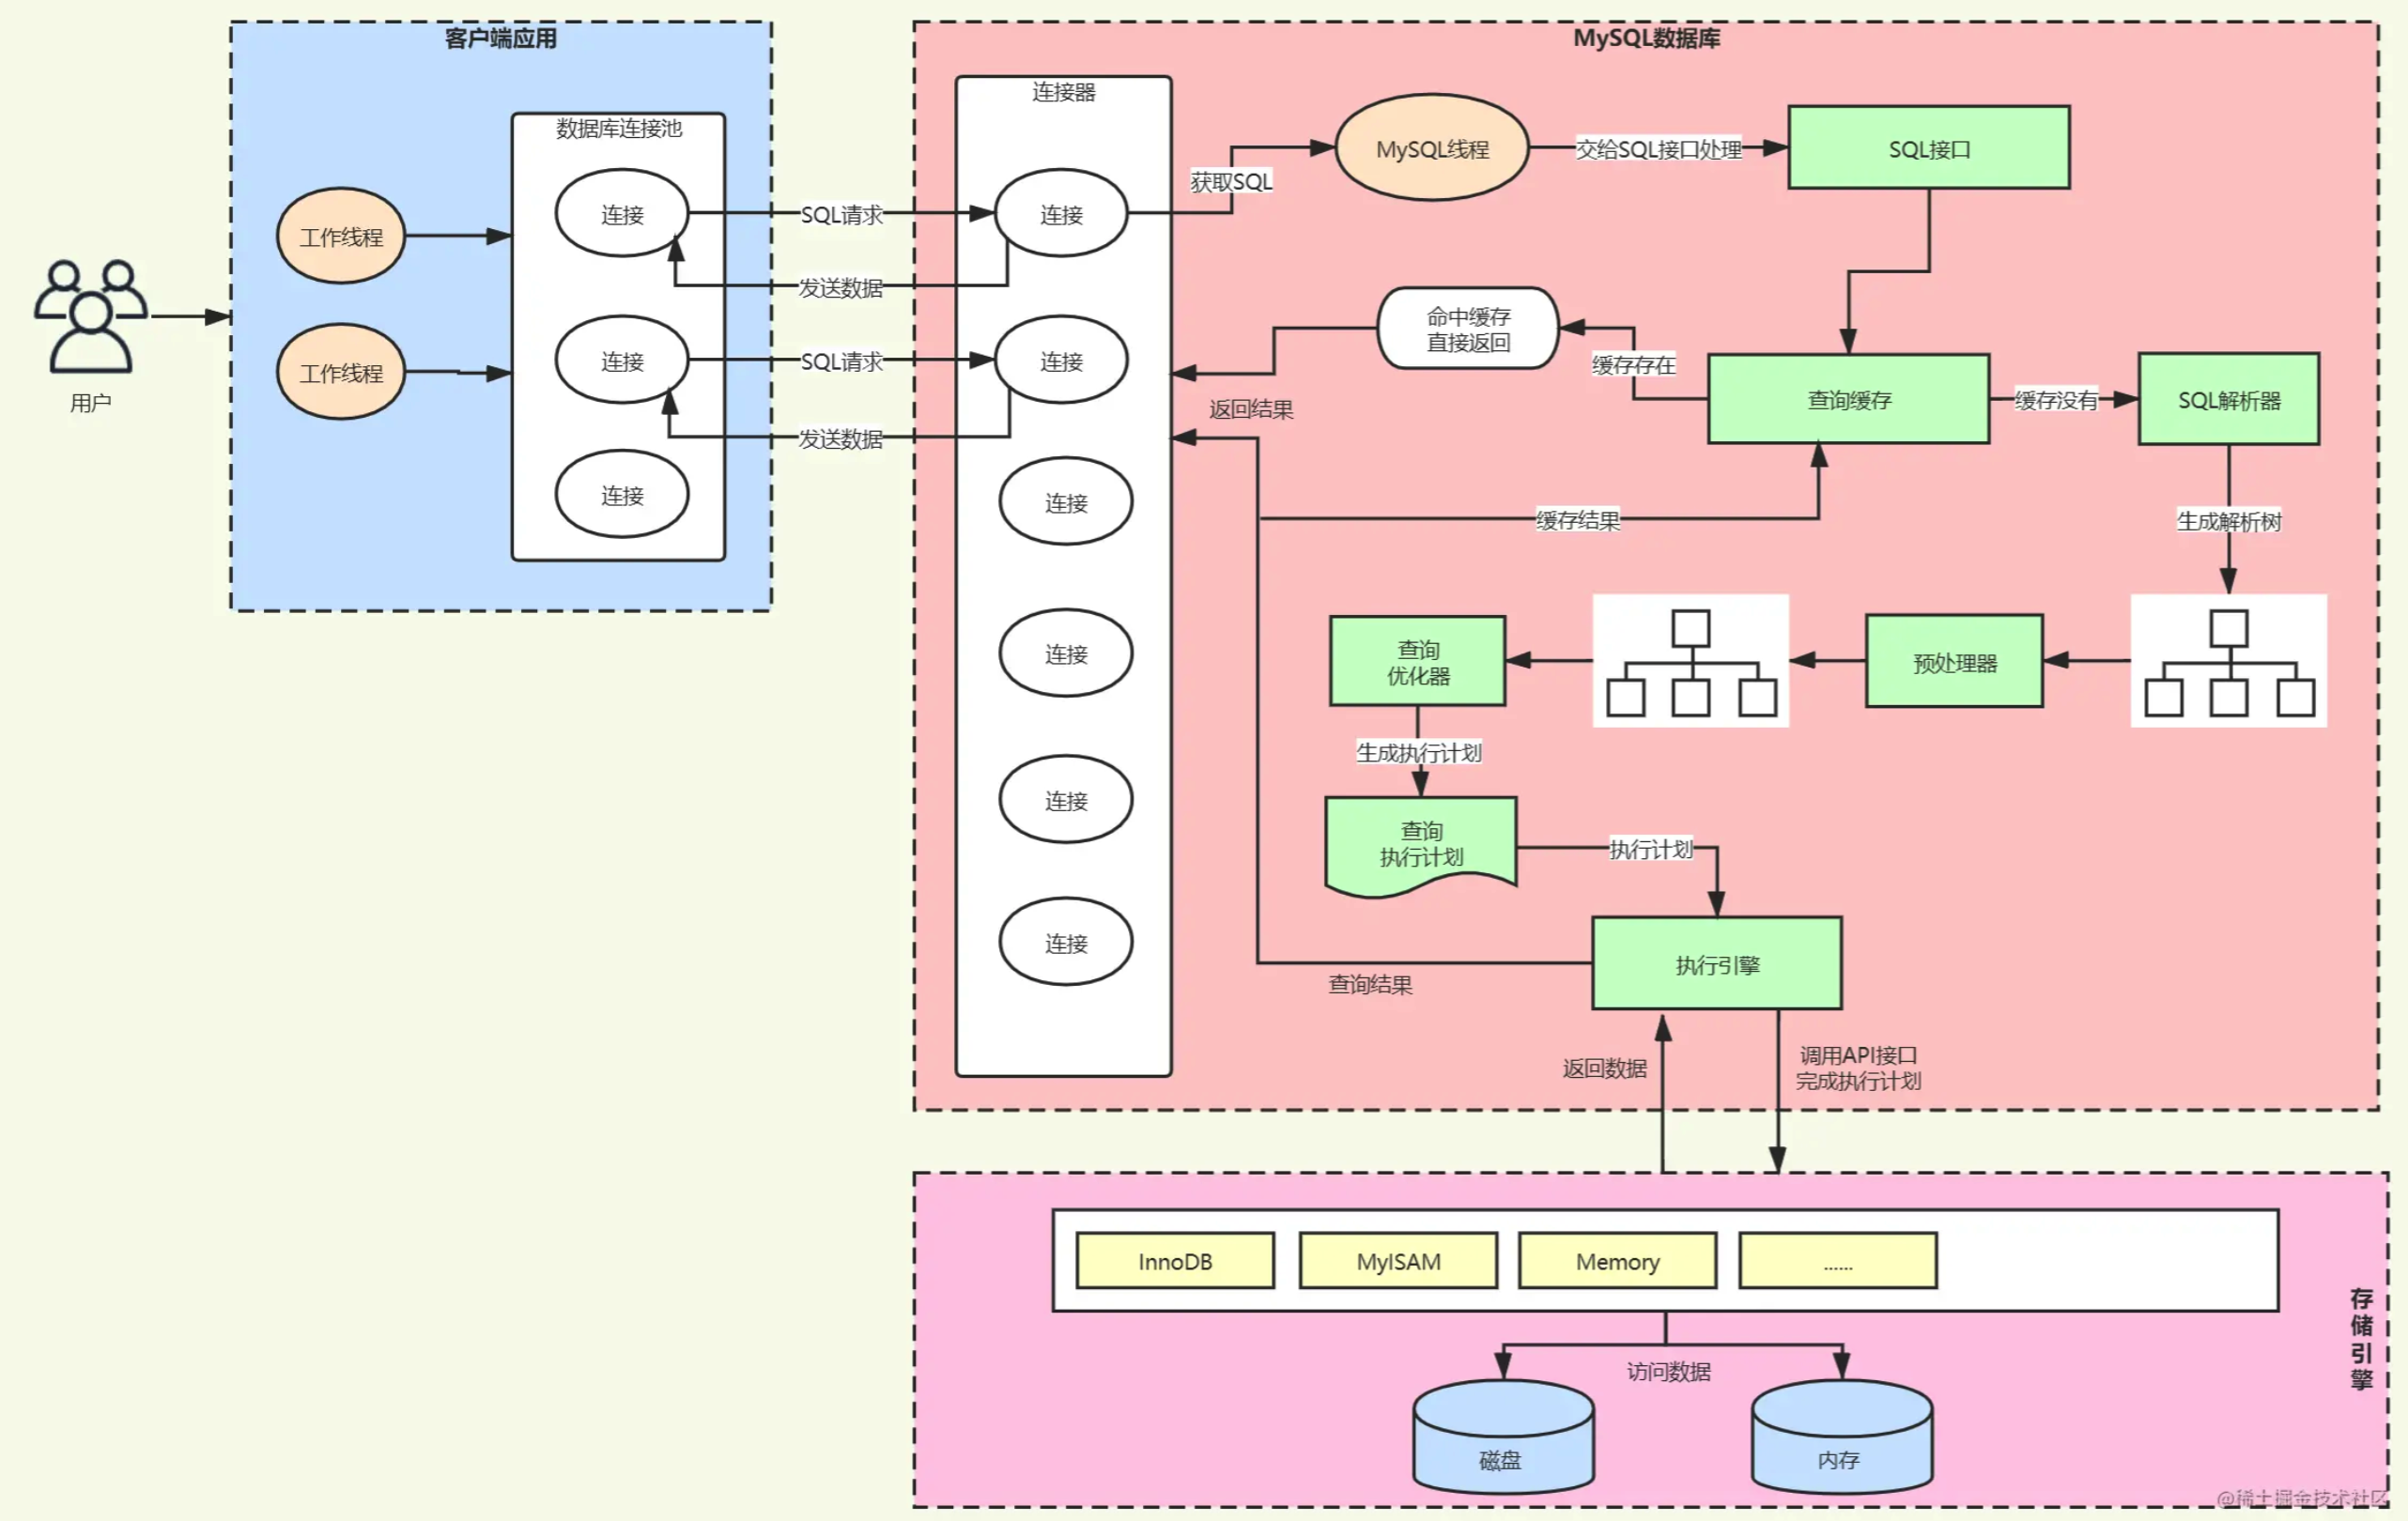 客户端应用
数据库连接池
工作线程
工作线程
用户
连接
连接
连接
SQL请求
发送数据
SQL请求
发送数据
MySQL数据库
连接器
连接
连接
连接
连接
连接
连接
获取SQL
MySQL线程
交给SQL接口处理
SQL接口
命中缓存
直接返回
缓存存在
查询缓存
缓存没有
SQL解析器
返回结果
缓存结果
生成解析树
预处理器
查询
优化器
生成执行计划
查询
执行计划
执行计划
执行引擎
查询结果
返回数据
调用API接口
完成执行计划
InnoDB
MyISAM
Memory
......
存
储
引
擎
访问数据
磁盘
内存
@稀土掘金技术社区